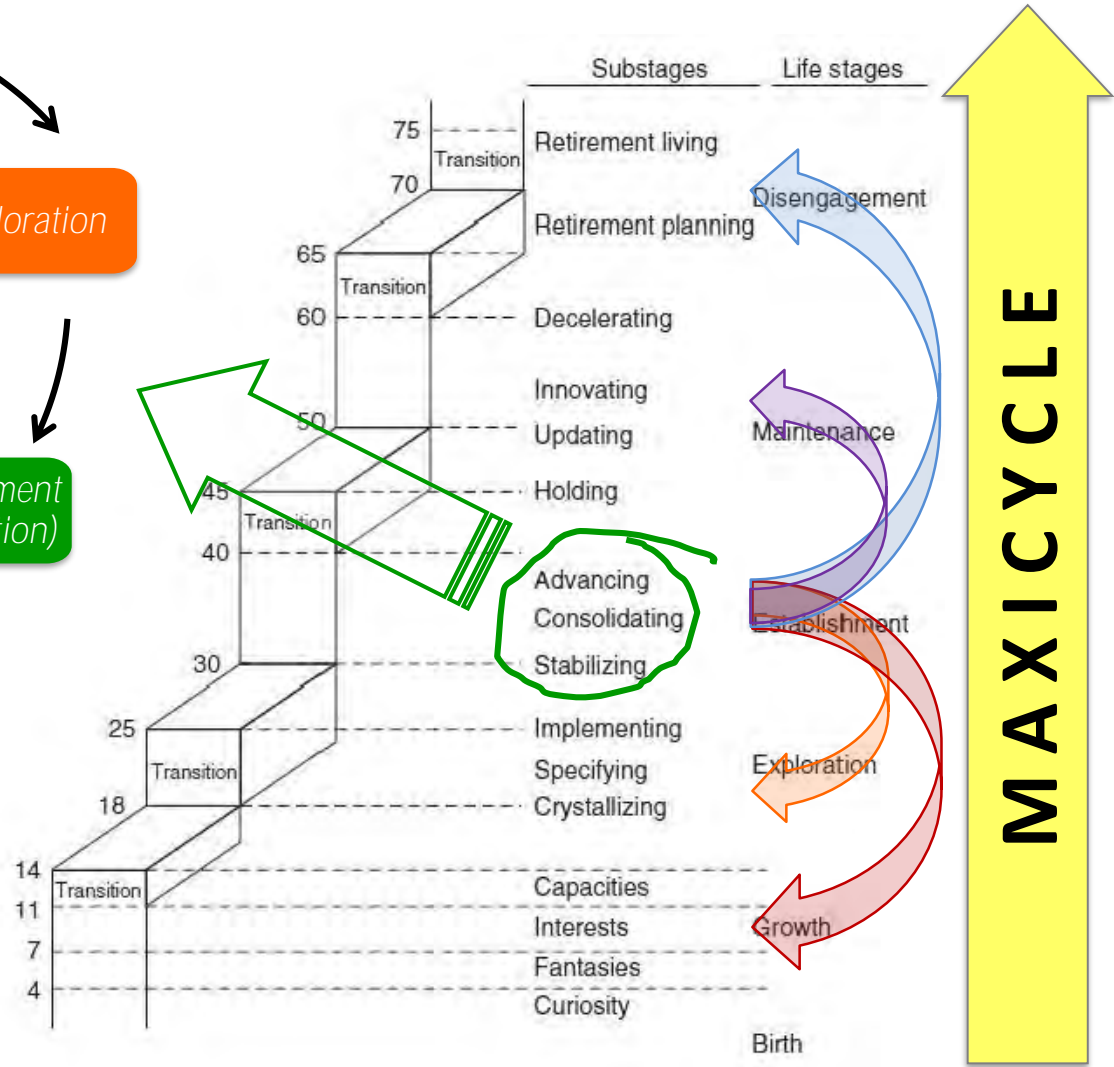 Substages Life stages
75
Transition
Retirement living
70
Disengagement
Retirement planning
65
Transition
60
Decelerating
Innovating
50
Updating
Maintenance
45
Holding
Transition
40
Advancing
Consolidating
Establishment
30
Stabilizing
25
Implementing
Transition
Specifying
Exploration
18
Crystallizing
14
Transition
Capacities
11
Interests
Growth
7
Fantasies
4
Curiosity
Birth
loration
ment
tion)
MAXICYCLE